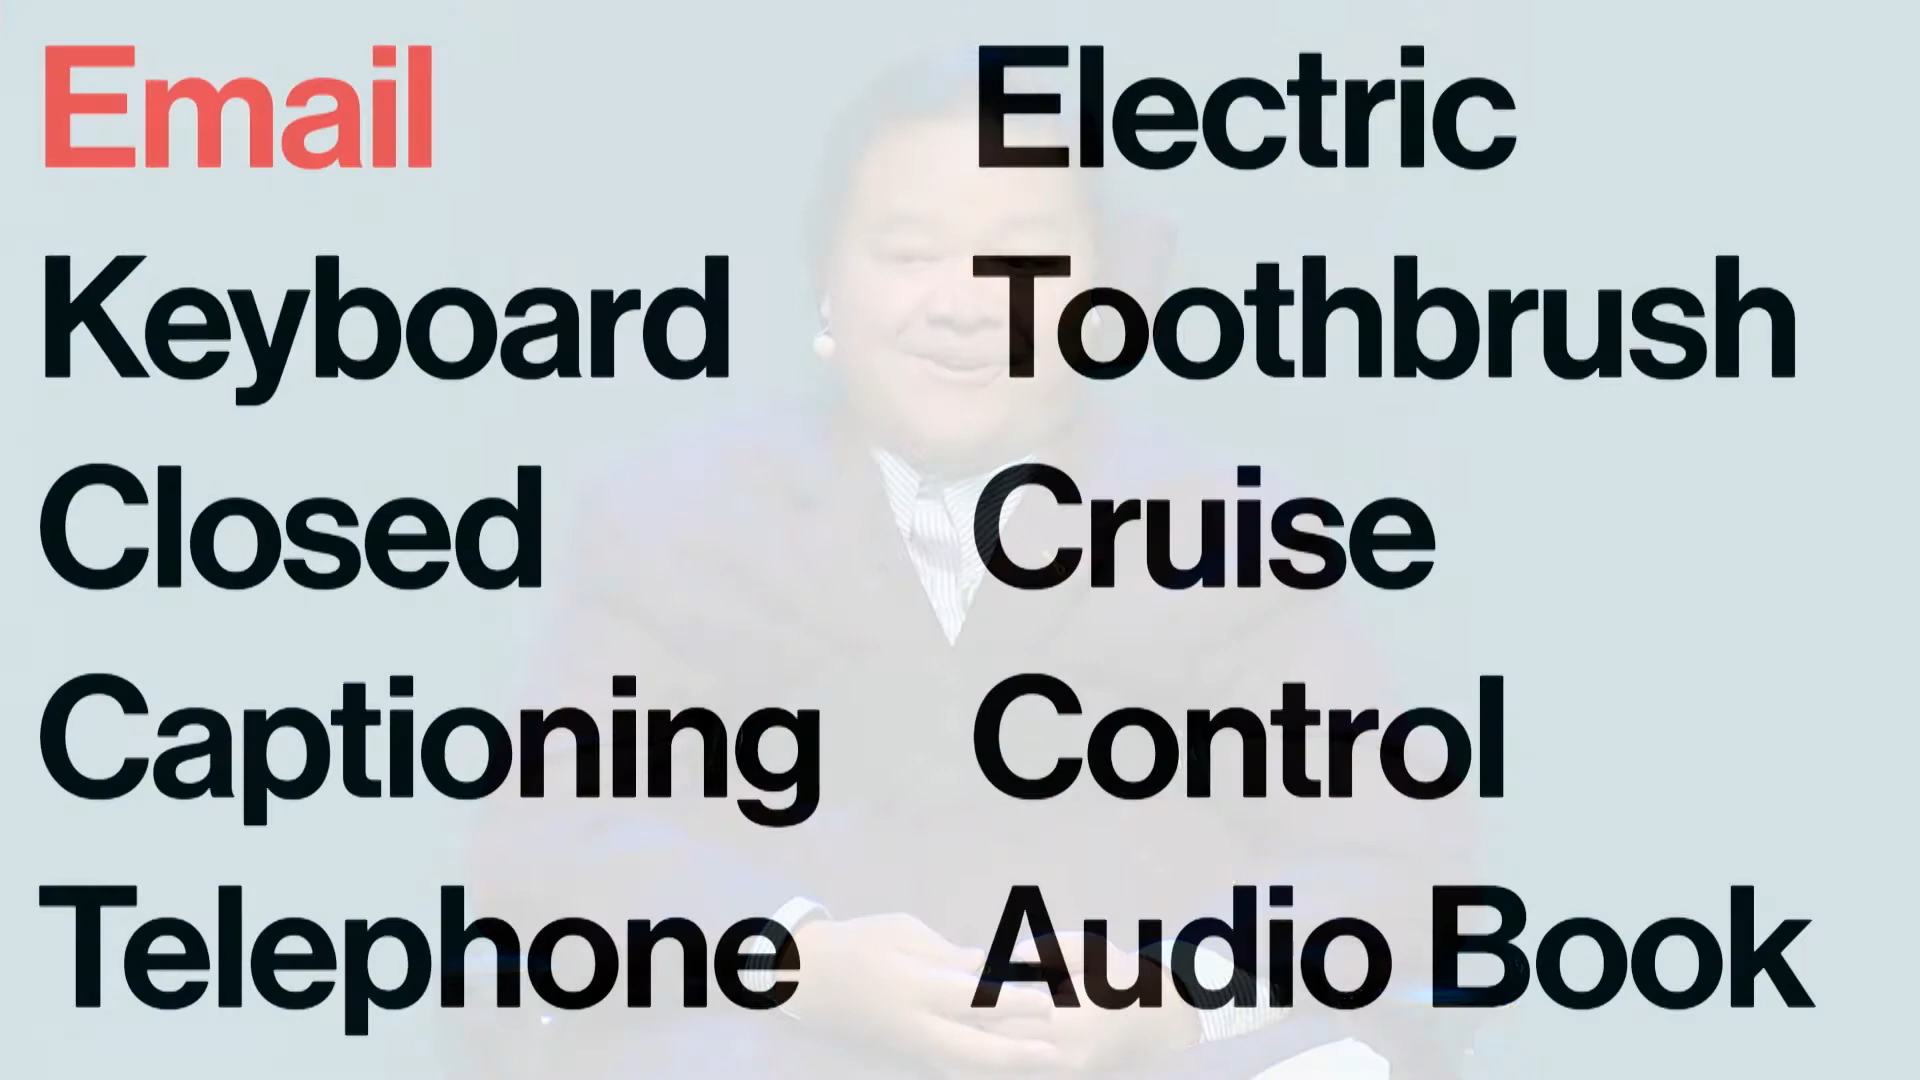 Email
Keyboard
Closed
Captioning
Telephone
Electric
Toothbrush
Cruise
Control
Audio Book